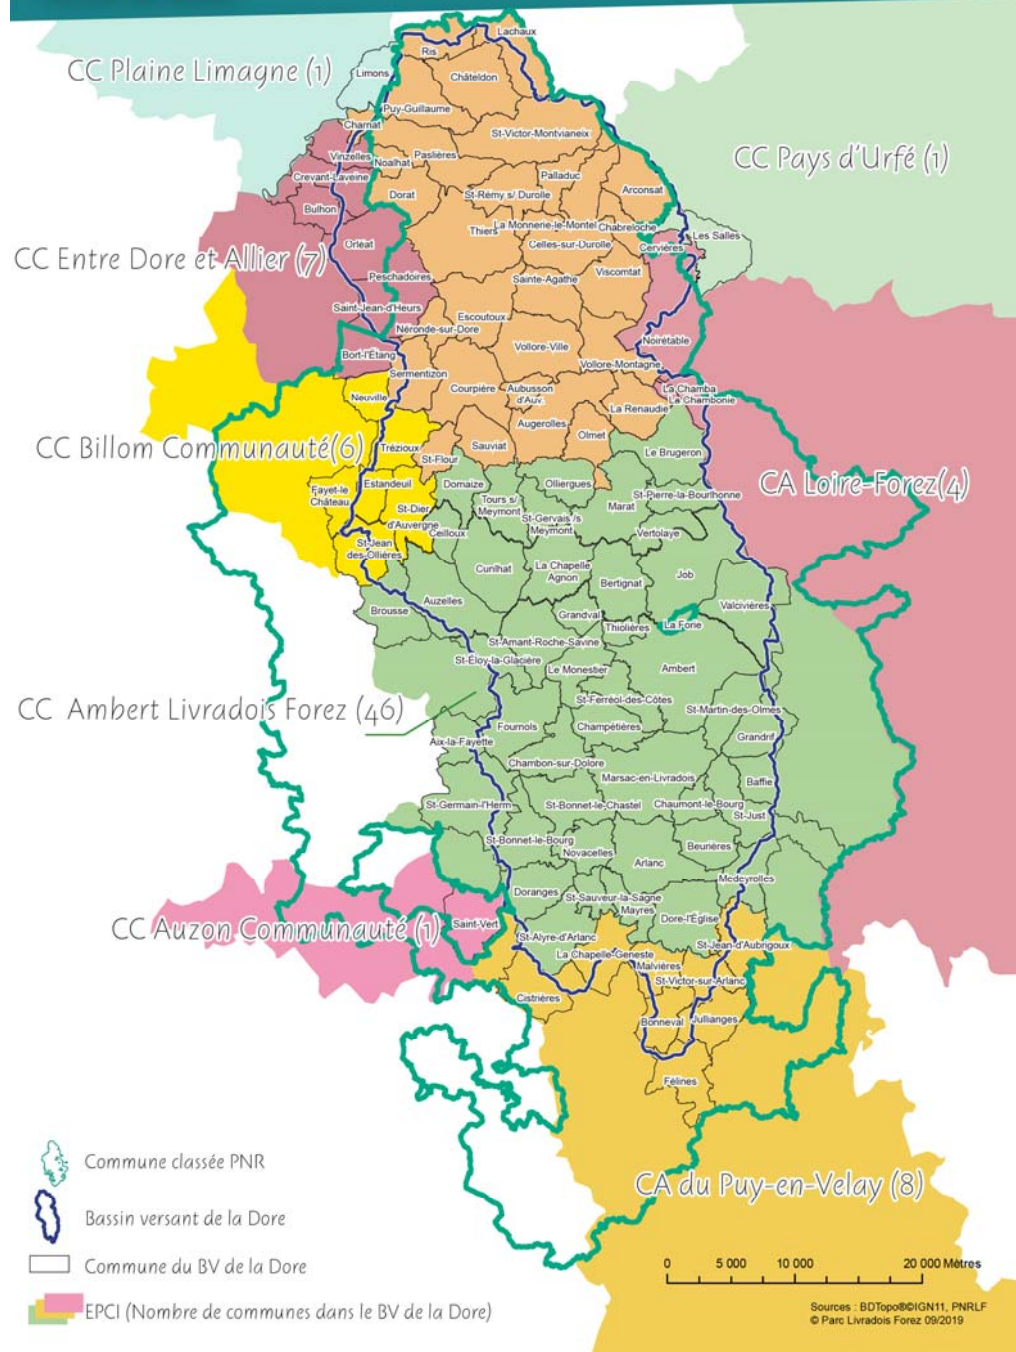 Lachaux
Ris
CC Plaine Limagne (1)
Limons
Châteldon
Puy-Guillaume
Charnat
St-Victor-Montvianeix
Vinzelles
Noalhat
Paslières
CC Pays d'Urfé (1)
Crevant-Laveine
Palladuc
Arconsat
Dorat
St-Rémy s/ Durolle
Bulhon
Thiers
La Monnerie-le-Montel
Chabreloche
Les Salles
Orléat
Celles-sur-Durolle
Cervières
CC Entre Dore et Allier (7)
Peschadoires
Sainte-Agathe
Viscomtat
Saint-Jean-d'Heurs
Escoutoux
Néronde-sur-Dore
Noirétable
Bort-l'Étang
Vollore-Ville
Vollore-Montagne
Sermentizon
Neuville
Courpière
Aubusson
d'Auv.
La Chamba
La Chambonie
La Renaudie
Augerolles
Olmet
CC Billom Communauté(6)
Trézioux
Sauviat
Le Brugeron
St-Flour
Estandeuil
Domaize
Olliergues
CA Loire-Forez(4)
Fayet-le
Château
Tours s/
Meymont
St-Pierre-la-Bourlhonne
St-Dier
d'Auvergne
St-Gervais /s
Meymont
Marat
Ceilloux
Vertolaye
St-Jean
des-Ollières
Cunlhat
La Chapelle
Agnon
Bertignat
Job
Auzelles
Brousse
Valcivières
Grandval
Thiolières
La Forie
St-Amant-Roche-Savine
St-Éloy-la-Glacière
Le Monestier
Ambert
CC Ambert Livradois Forez (46)
St-Ferréol-des-Côtes
St-Martin-des-Olmes
Fournols
Champétières
Aix-la-Fayette
Grandrif
Chambon-sur-Dolore
Marsac-en-Livradois
Baffie
St-Germain-l'Herm
St-Bonnet-le-Chastel
Chaumont-le-Bourg
St-Just
St-Bonnet-le-Bourg
Novacelles
Beurières
Arlanc
Medeyrolles
Doranges
St-Sauveur-la-Sagne
Mayres
Dore-l'Église
CC Auzon Communauté (1)
Saint-Vert
St-Alyre-d'Arlanc
St-Jean-d'Aubrigoux
La Chapelle-Geneste
Malvières
St-Victor-sur-Arlanc
Cistrières
Bonneval
Jullianges
Félines
Commune classée PNR
CA du Puy-en-Velay (8)
Bassin versant de la Dore
Commune du BV de la Dore
0 5 000 10 000 20 000 Mètres
EPCI (Nombre de communes dans le BV de la Dore)
Sources : BDTopo®©IGN11, PNRLF
© Parc Livradois Forez 09/2019